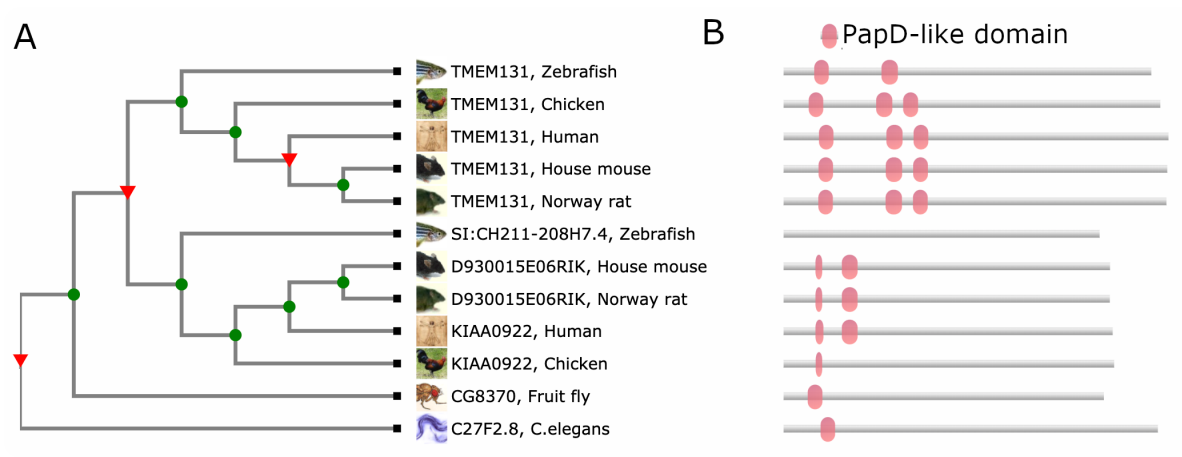 A
B
PapD-like domain
TMEM131, Zebrafish
TMEM131, Chicken
TMEM131, Human
TMEM131, House mouse
TMEM131, Norway rat
SI:CH211-208H7.4, Zebrafish
D930015E06RIK, House mouse
D930015E06RIK, Norway rat
KIAA0922, Human
KIAA0922, Chicken
CG8370, Fruit fly
C27F2.8, C.elegans